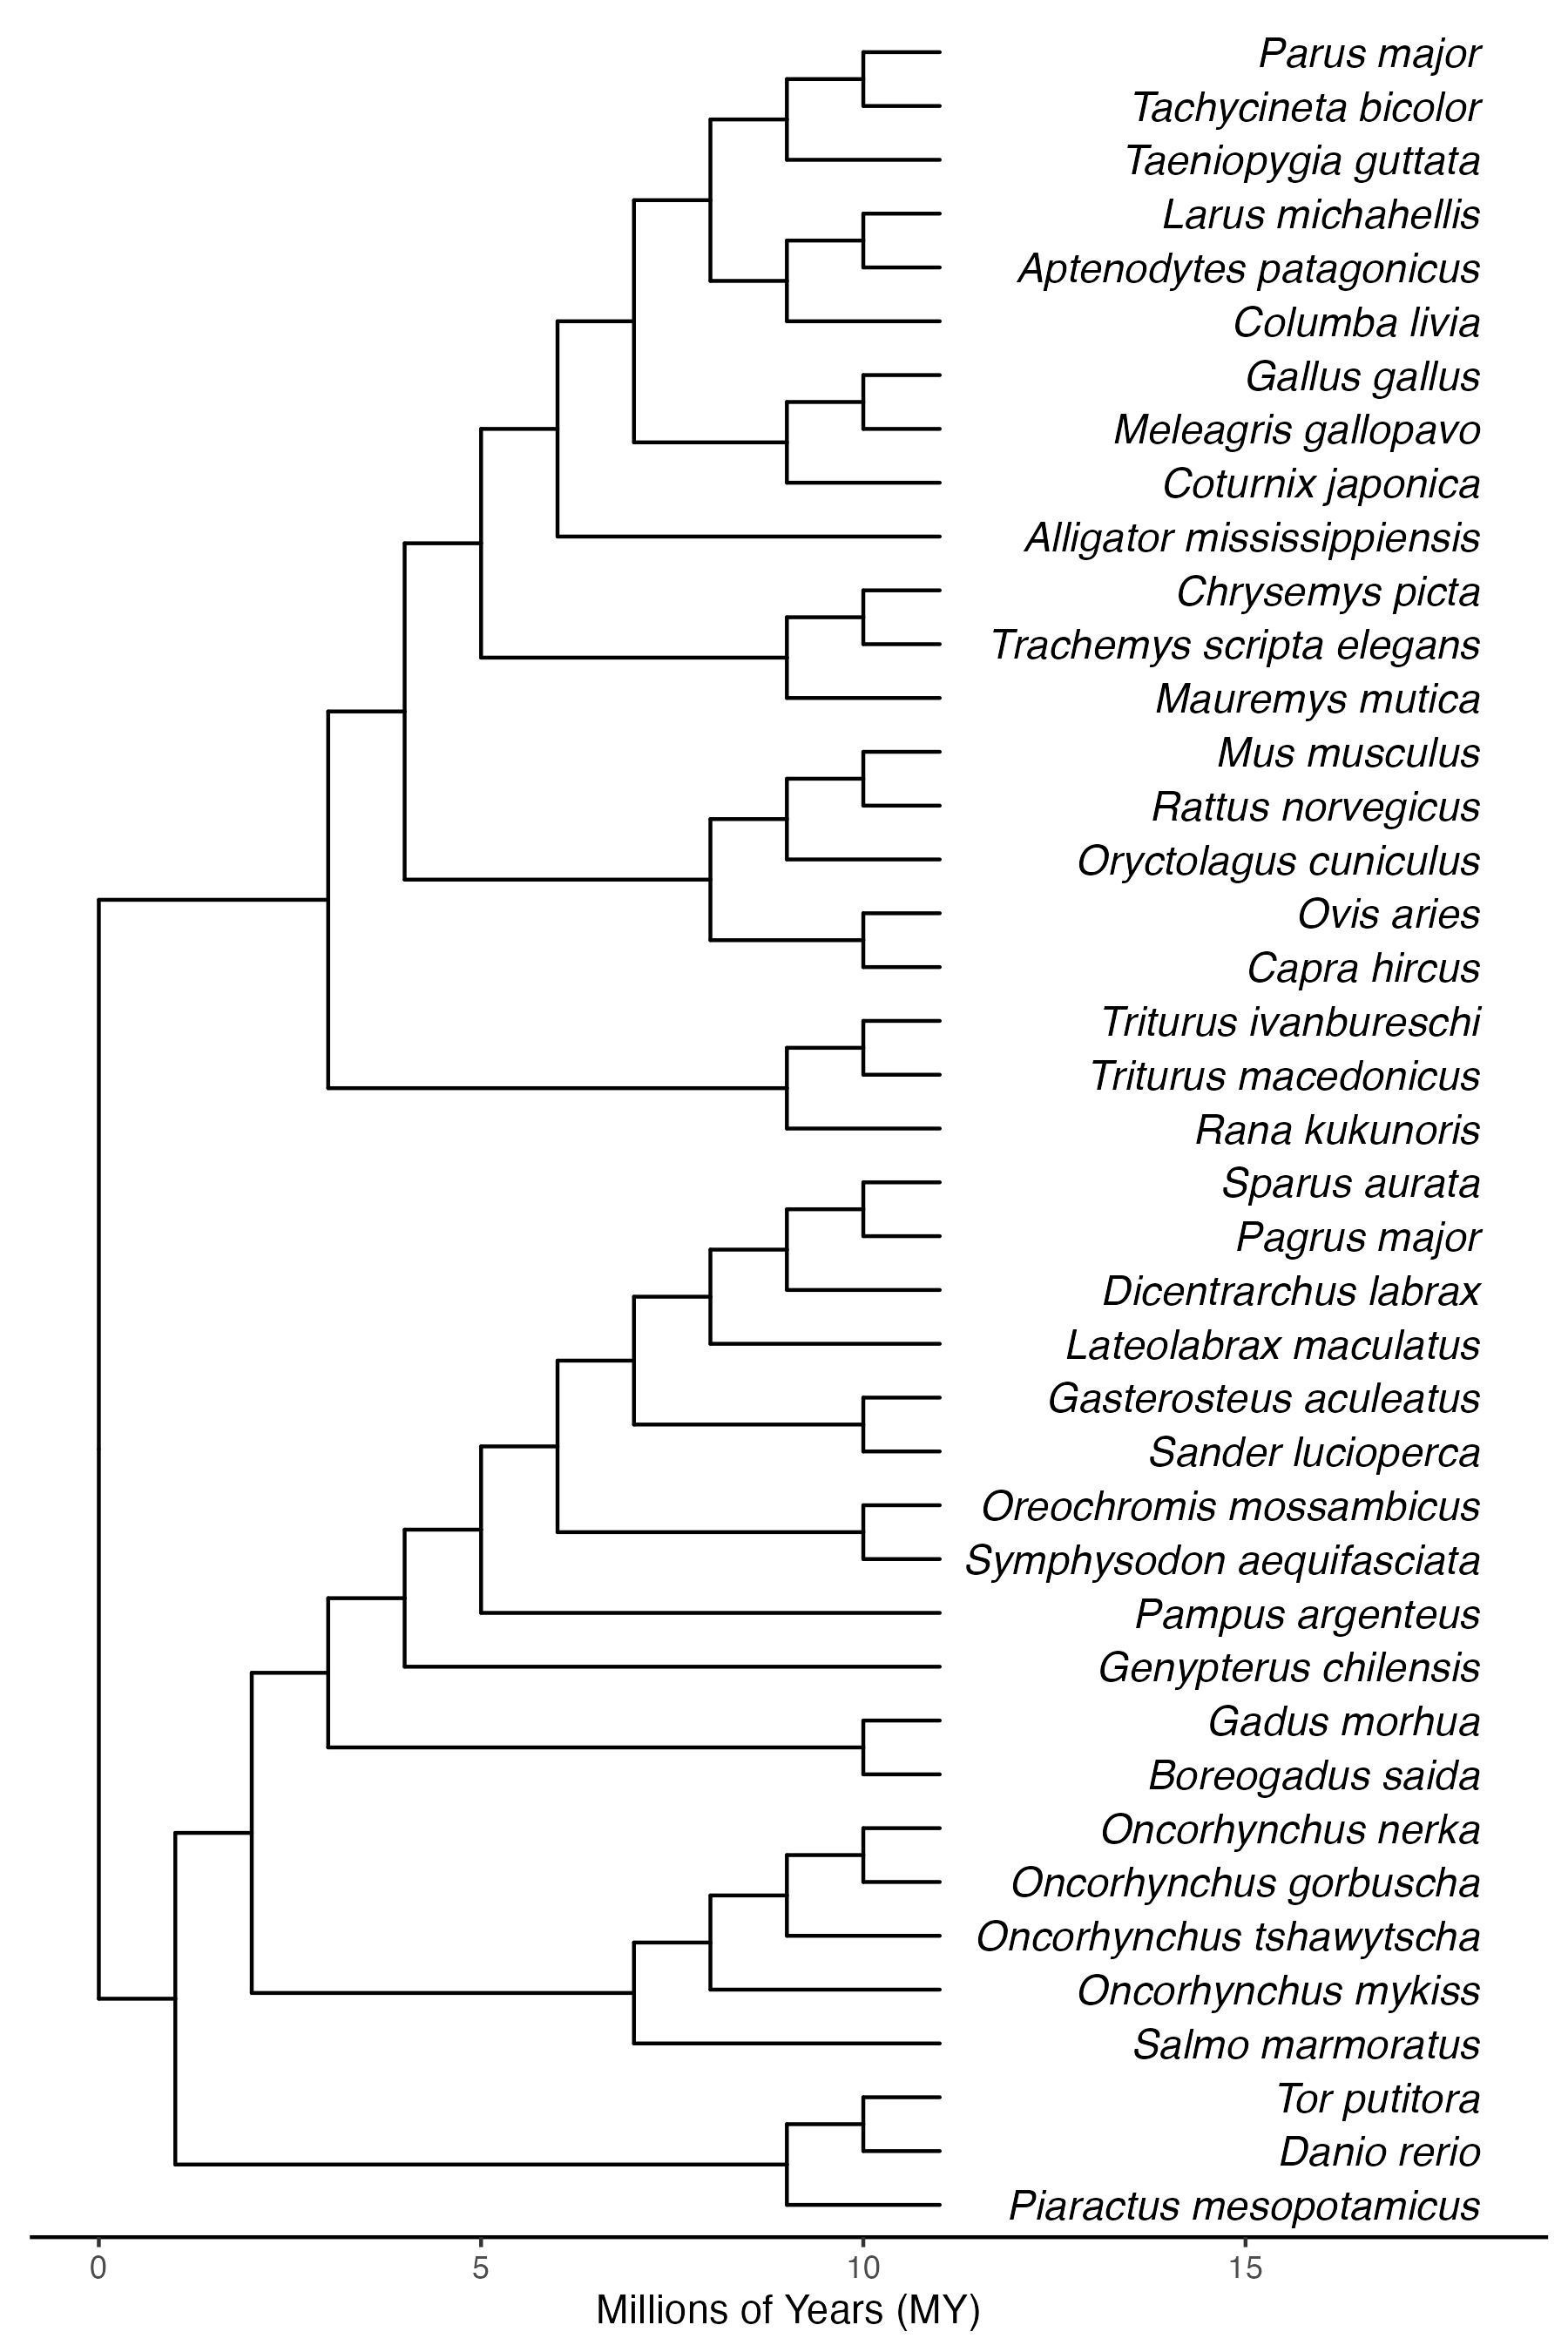 Parus major
Tachycineta bicolor
Taeniopygia guttata
Larus michahellis
Aptenodytes patagonicus
Columba livia
Gallus gallus
Meleagris gallopavo
Coturnix japonica
Alligator mississippiensis
Chrysemys picta
Trachemys scripta elegans
Mauremys mutica
Mus musculus
Rattus norvegicus
Oryctolagus cuniculus
Ovis aries
Capra hircus
Triturus ivanbureschi
Triturus macedonicus
Rana kukunoris
Sparus aurata
Pagrus major
Dicentrarchus labrax
Lateolabrax maculatus
Gasterosteus aculeatus
Sander lucioperca
Oreochromis mossambicus
Symphysodon aequifasciata
Pampus argenteus
Genypterus chilensis
Gadus morhua
Boreogadus saida
Oncorhynchus nerka
Oncorhynchus gorbuscha
Oncorhynchus tshawytscha
Oncorhynchus mykiss
Salmo marmoratus
Tor putitora
Danio rerio
Piaractus mesopotamicus
0 5 10 15
Millions of Years (MY)